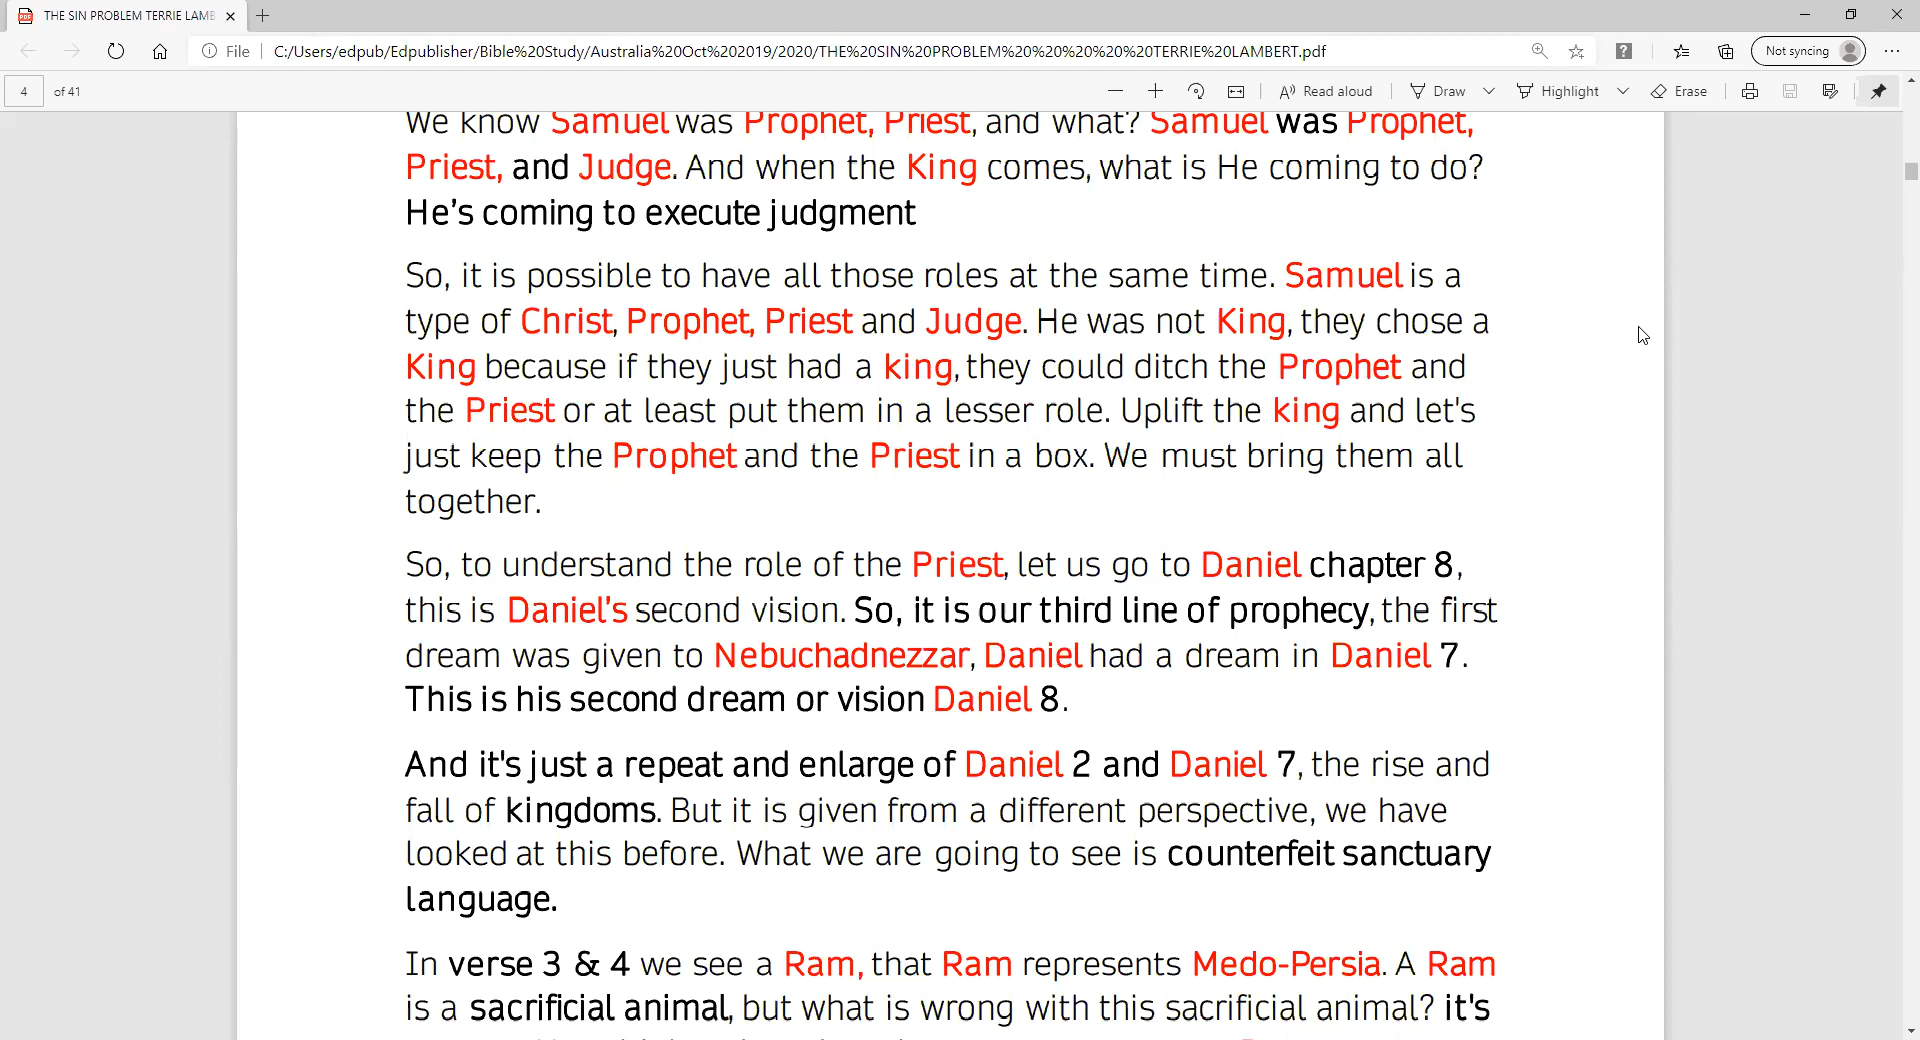 THE SIN PROBLEM TERRIE LAMB
File
C:/Users/edpub/Edpublisher/Bible%20Study/Australia%20Oct%202019/2020/THE%20SIN%20PROBLEM%20%20%20%20%20TERRIE%20LAMBERT.pdf
Not syncing
4 of 41
Read aloud
Draw
Highlight
Erase
We know Samuel was Prophet, Priest, and what? Samuel was Prophet,
Priest, and Judge. And when the King comes, what is He coming to do?
He's coming to execute judgment
So, it is possible to have all those roles at the same time. Samuel is a
type of Christ, Prophet, Priest and Judge. He was not King, they chose a
King because if they just had a king, they could ditch the Prophet and
the Priest or at least put them in a lesser role. Uplift the king and let's
just keep the Prophet and the Priest in a box. We must bring them all
together.
So, to understand the role of the Priest, let us go to Daniel chapter 8,
this is Daniel's second vision. So, it is our third line of prophecy, the first
dream was given to Nebuchadnezzar, Daniel had a dream in Daniel 7.
This is his second dream or vision Daniel 8.
And it's just a repeat and enlarge of Daniel 2 and Daniel 7, the rise and
fall of kingdoms. But it is given from a different perspective, we have
looked at this before. What we are going to see is counterfeit sanctuary
language.
In verse 3 & 4 we see a Ram, that Ram represents Medo-Persia. A Ram
is a sacrificial animal, but what is wrong with this sacrificial animal? it's